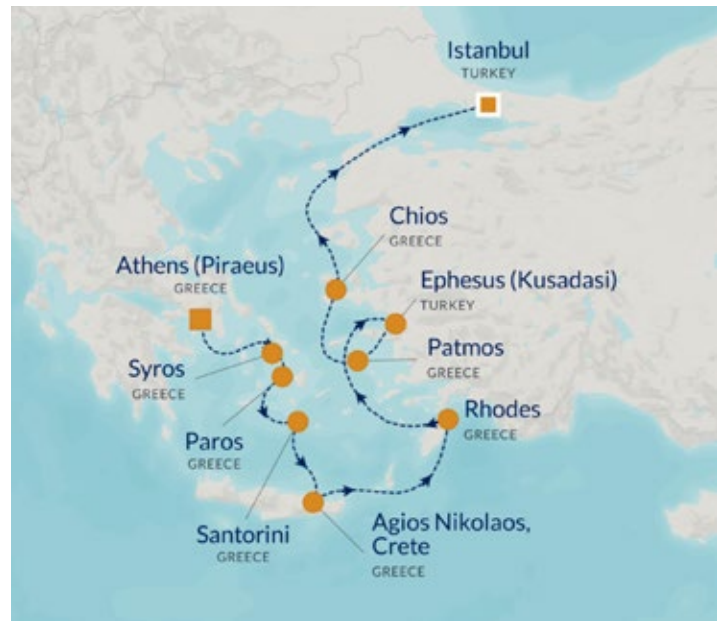 Istanbul
TURKEY
Chios
GREECE
Athens (Piraeus)
GREECE
Ephesus (Kusadasi)
TURKEY
Syros
GREECE
Patmos
GREECE
Paros
GREECE
Rhodes
GREECE
Santorini
GREECE
Agios Nikolaos,
Crete
GREECE